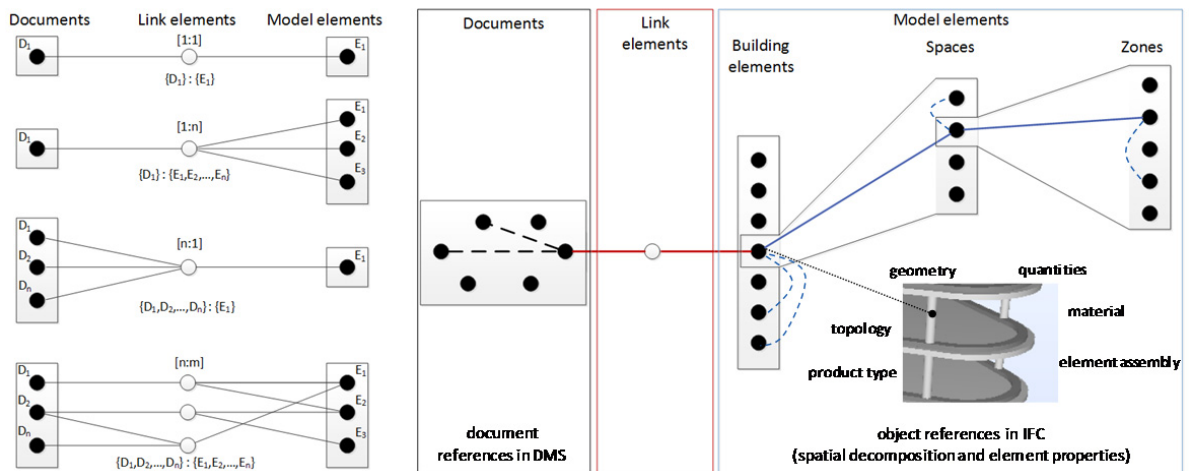 Documents Link elements Model elements
[1:1]
D1 E1
{D1} : {E1}
[1:n]
D1 E1
E2
E3
{D1} : {E1,E2,...,En}
[n:1]
D1
D2 E1
Dn
{D1,D2,...,Dn} : {E1}
[n:m]
D1 E1
D2 E2
Dn E3
{D1,D2,...,Dn} : {E1,E2,...,En}
Documents
document
references in DMS
Link
elements
Model elements
Building
elements
Spaces
Zones
geometry quantities
material
topology
element assembly
product type
object references in IFC
(spatial decomposition and element properties)